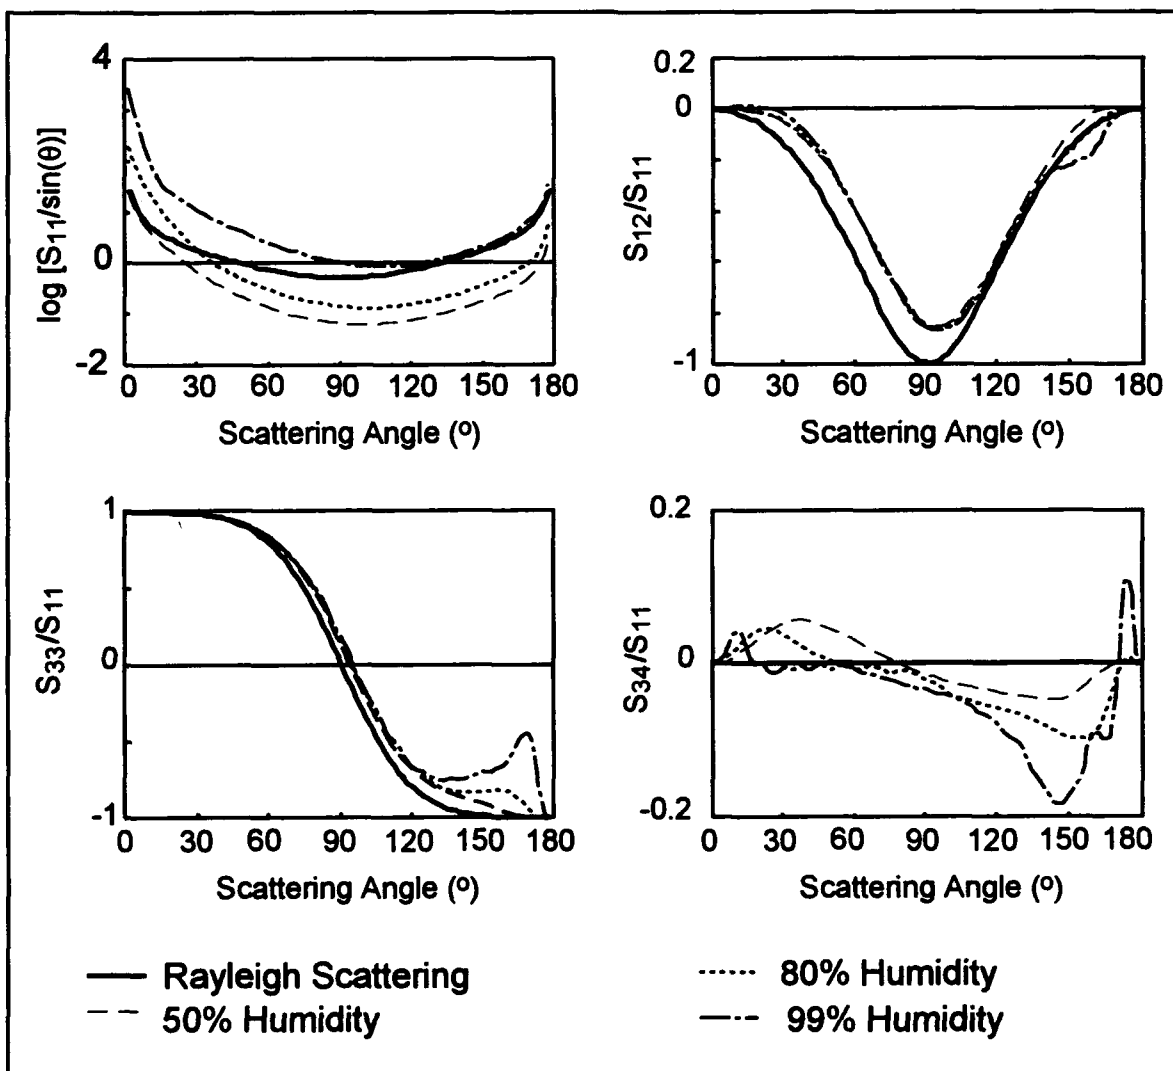 4
0
-2
log [S11/sin(θ)]
0 30 60 90 120 150 180
Scattering Angle (º)
0.2
0
-1
S12/S11
0 30 60 90 120 150 180
Scattering Angle (º)
1
0
-1
S33/S11
0 30 60 90 120 150 180
Scattering Angle (º)
0.2
0
-0.2
S34/S11
0 30 60 90 120 150 180
Scattering Angle (º)
Rayleigh Scattering
50% Humidity
80% Humidity
99% Humidity